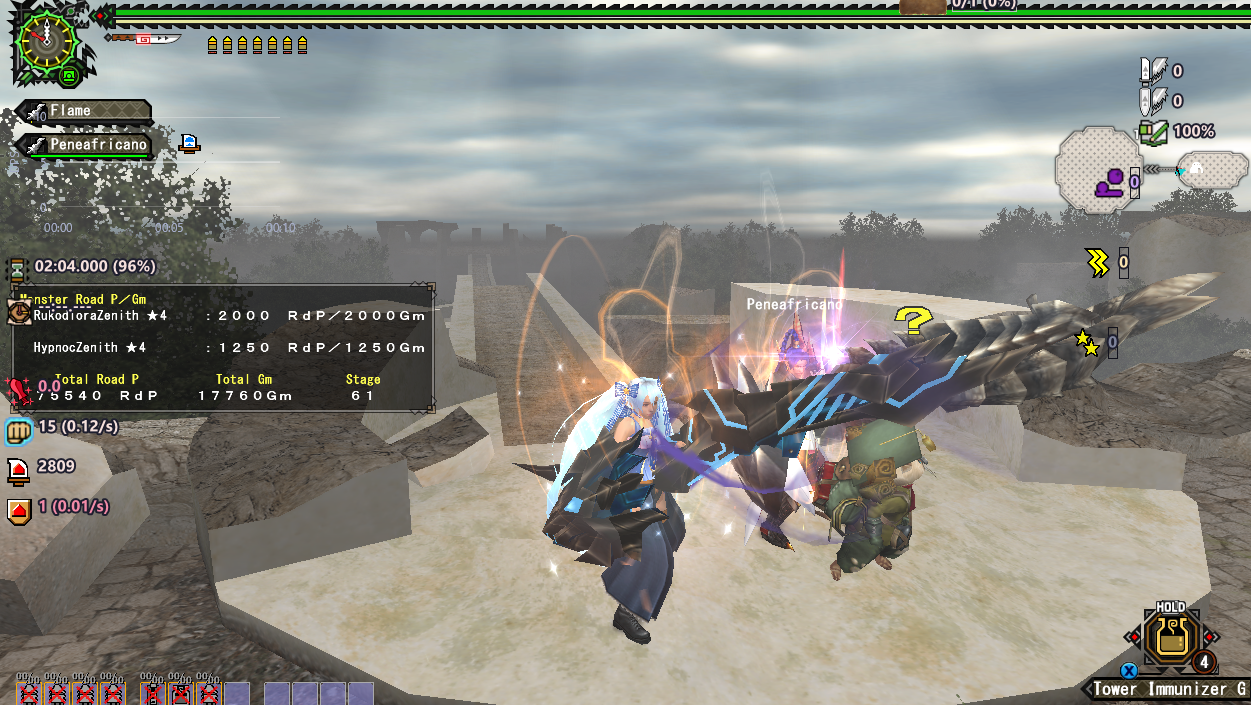 0/1(0%)
G
0
10
Flame
0
Peneafricano
100%
0
0
00:00
00:05
00:10
0
02:04.000 (96%)
Monster Road P/Gm
RukodioraZenith ★4 :2000 RdP/2000Gm
Peneafricano
?
0
HypnocZenith ★4 :1250 RdP/1250Gm
Total Road P Total Gm Stage
0.0
75540 RdP 17760Gm 61
15 (0.12/s)
2809
1 (0.01/s)
HOLD
4
X
Tower Immunizer G